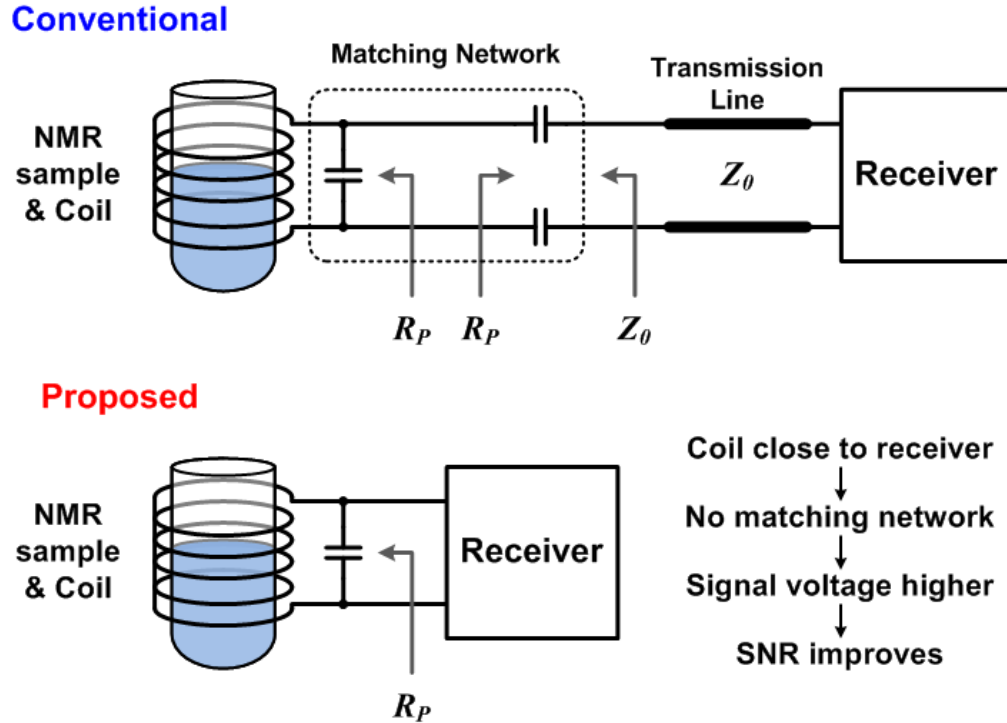 Conventional
Matching Network
Transmission
Line
NMR
sample
& Coil
Z0
Receiver
RP
RP
Z0
Proposed
NMR
sample
& Coil
Receiver
RP
Coil close to receiver
No matching network
Signal voltage higher
SNR improves